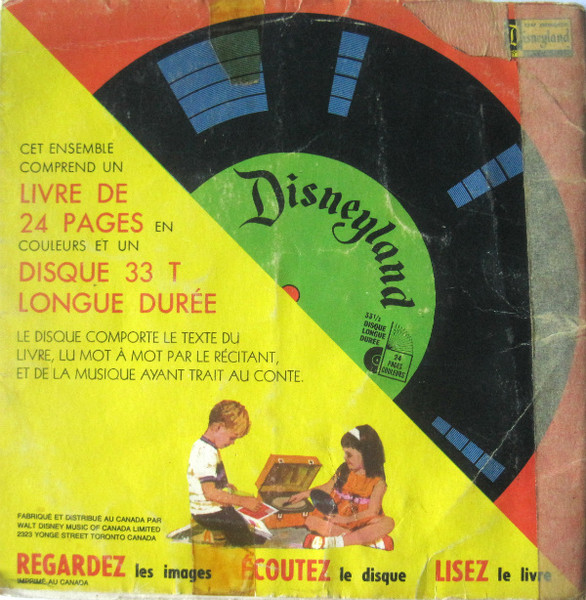 Disneyland
CET ENSEMBLE
COMPREND UN
LIVRE DE
24 PAGES EN
COULEURS ET UN
DISQUE 33 T
LONGUE DURÉE
LE DISQUE COMPORTE LE TEXTE DU
LIVRE, LU MOT À MOT PAR LE RÉCITANT,
ET DE LA MUSIQUE AYANT TRAIT AU CONTE.
Disneyland
33 1/3
DISQUE
LONGUE
DURÉE
24
PAGES
COULEURS
FABRIQUÉ ET DISTRIBUÉ AU CANADA PAR
WALT DISNEY MUSIC OF CANADA LIMITED
2323 YONGE STREET TORONTO CANADA
REGARDEZ les images ÉCOUTEZ le disque LISEZ le livre
IMPRIMÉ AU CANADA